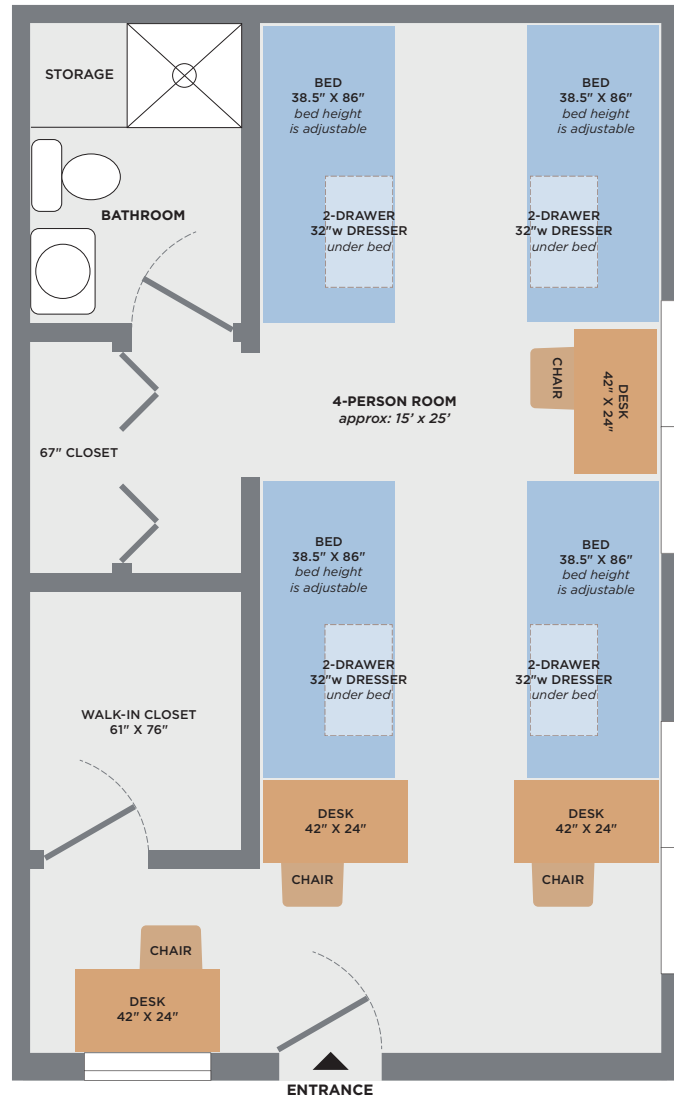 STORAGE
BED
38.5" X 86"
bed height
is adjustable
BED
38.5" X 86"
bed height
is adjustable
BATHROOM
2-DRAWER
32"w DRESSER
under bed
2-DRAWER
32"w DRESSER
under bed
4-PERSON ROOM
approx: 15' x 25'
CHAIR
DESK
42" X 24"
67" CLOSET
BED
38.5" X 86"
bed height
is adjustable
BED
38.5" X 86"
bed height
is adjustable
2-DRAWER
32"w DRESSER
under bed
2-DRAWER
32"w DRESSER
under bed
WALK-IN CLOSET
61" X 76"
DESK
42" X 24"
DESK
42" X 24"
CHAIR
CHAIR
CHAIR
DESK
42" X 24"
ENTRANCE